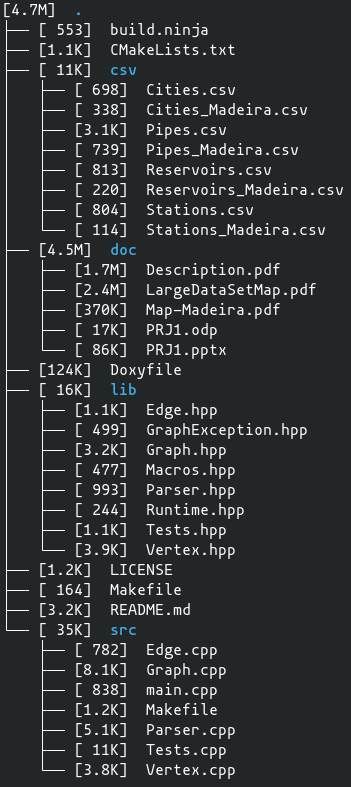 [4.7M]  .
├── [ 553]  build.ninja
├── [1.1K]  CMakeLists.txt
├── [ 11K]  csv
│   ├── [ 698]  Cities.csv
│   ├── [ 338]  Cities_Madeira.csv
│   ├── [3.1K]  Pipes.csv
│   ├── [ 739]  Pipes_Madeira.csv
│   ├── [ 813]  Reservoirs.csv
│   ├── [ 220]  Reservoirs_Madeira.csv
│   ├── [ 804]  Stations.csv
│   └── [ 114]  Stations_Madeira.csv
├── [4.5M]  doc
│   ├── [1.7M]  Description.pdf
│   ├── [2.4M]  LargeDataSetMap.pdf
│   ├── [370K]  Map-Madeira.pdf
│   ├── [ 17K]  PRJ1.odp
│   └── [ 86K]  PRJ1.pptx
├── [124K]  Doxyfile
├── [ 16K]  lib
│   ├── [1.1K]  Edge.hpp
│   ├── [ 499]  GraphException.hpp
│   ├── [3.2K]  Graph.hpp
│   ├── [ 477]  Macros.hpp
│   ├── [ 993]  Parser.hpp
│   ├── [ 244]  Runtime.hpp
│   ├── [1.1K]  Tests.hpp
│   └── [3.9K]  Vertex.hpp
├── [1.2K]  LICENSE
├── [ 164]  Makefile
├── [3.2K]  README.md
└── [ 35K]  src
    ├── [ 782]  Edge.cpp
    ├── [8.1K]  Graph.cpp
    ├── [ 838]  main.cpp
    ├── [1.2K]  Makefile
    ├── [5.1K]  Parser.cpp
    ├── [ 11K]  Tests.cpp
    └── [3.8K]  Vertex.cpp